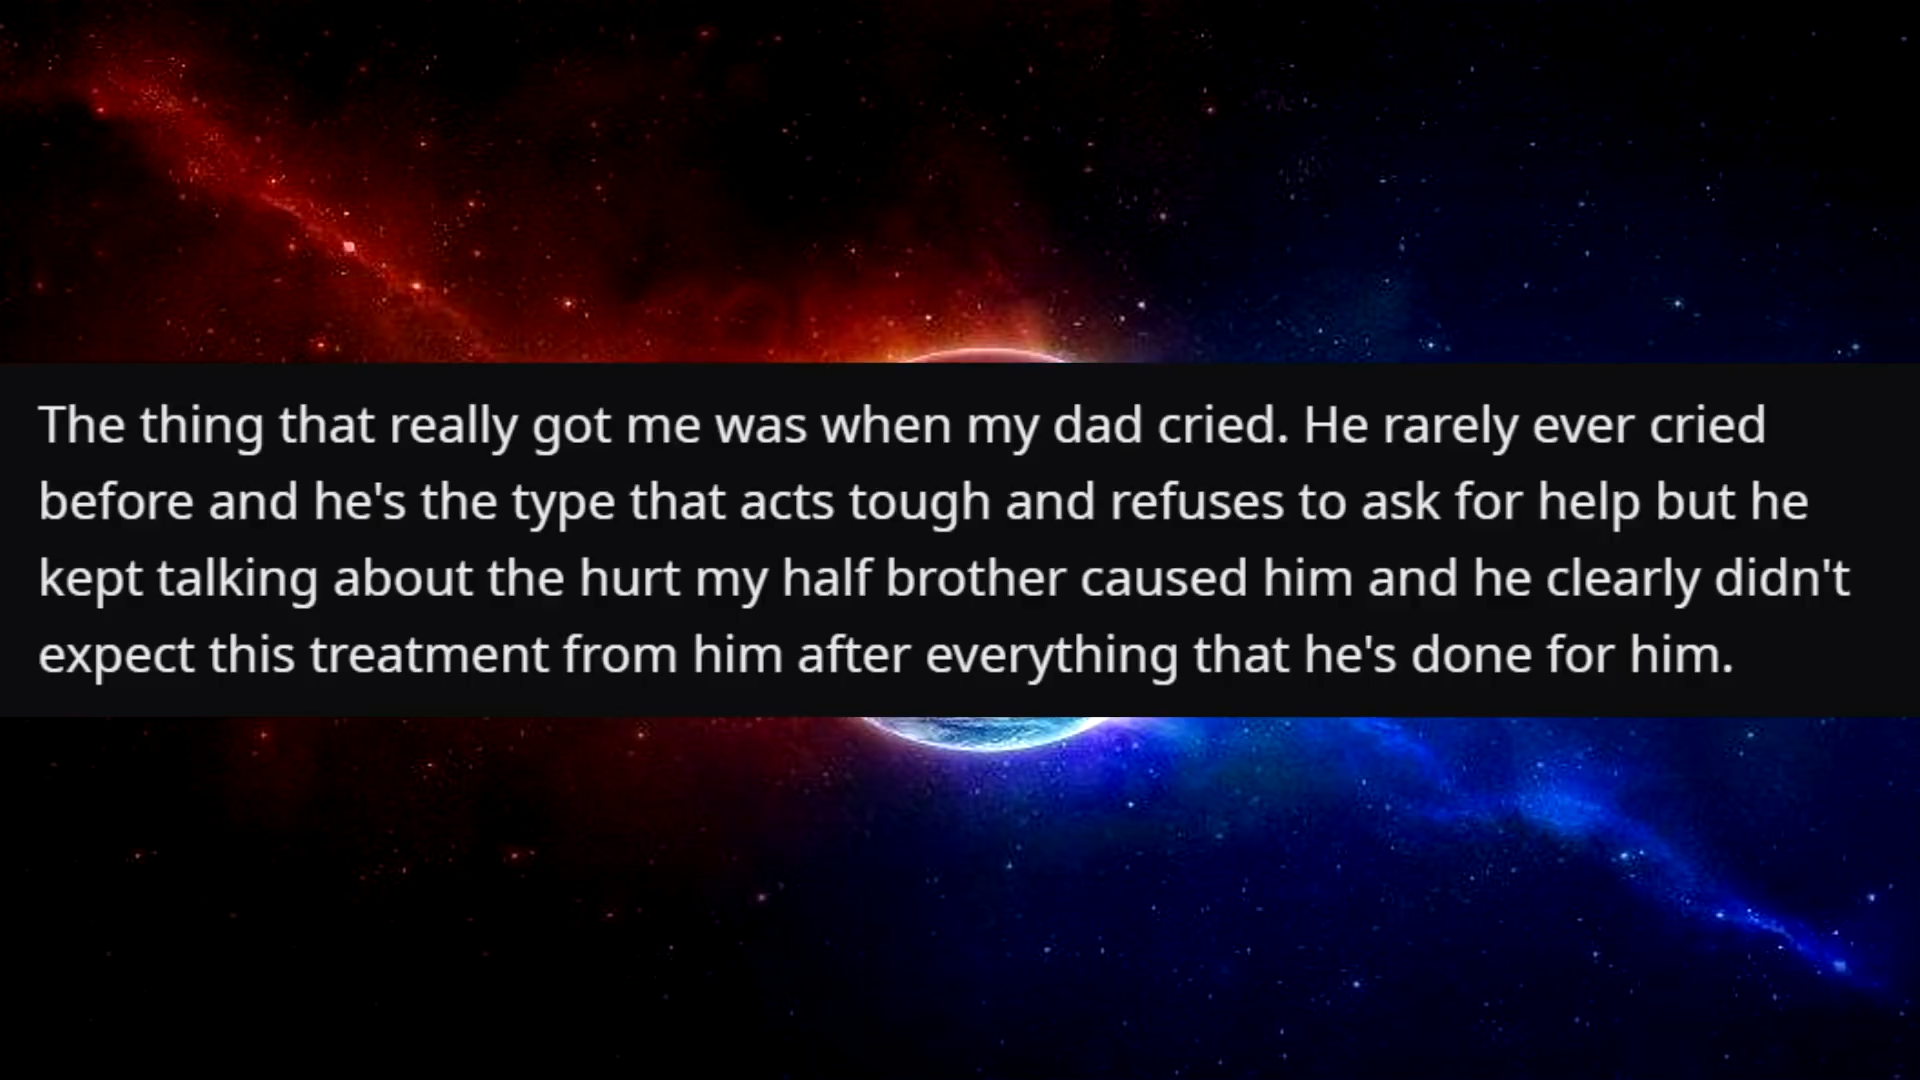 The thing that really got me was when my dad cried. He rarely ever cried
before and he's the type that acts tough and refuses to ask for help but he
kept talking about the hurt my half brother caused him and he clearly didn't
expect this treatment from him after everything that he's done for him.